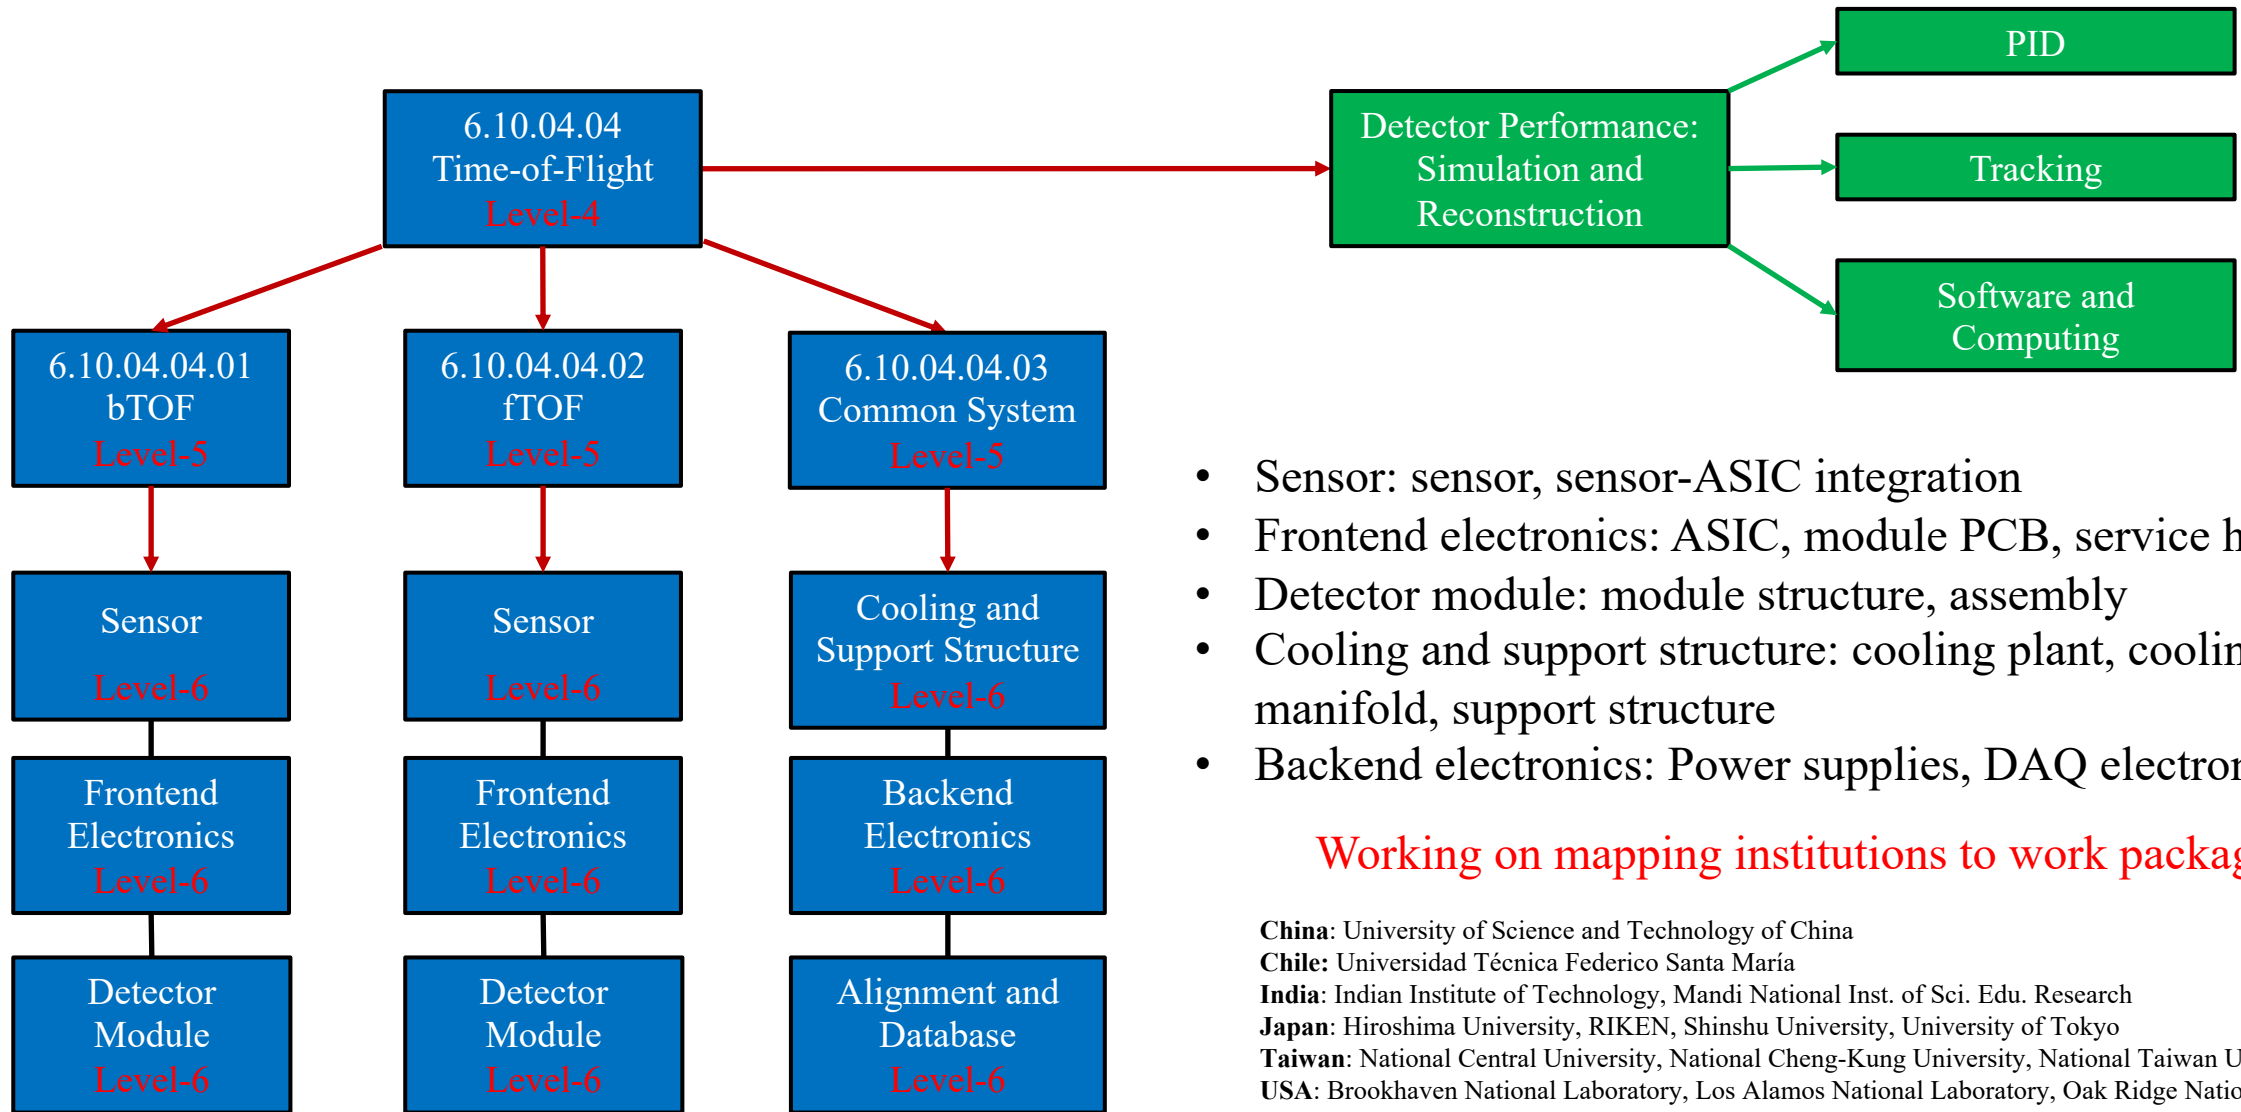 PID
6.10.04.04
Time-of-Flight
Level-4
Detector Performance:
Simulation and
Reconstruction
Tracking
Software and
Computing
6.10.04.04.01
bTOF
Level-5
6.10.04.04.02
fTOF
Level-5
6.10.04.04.03
Common System
Level-5
Sensor
Level-6
Sensor
Level-6
Cooling and
Support Structure
Level-6
Frontend
Electronics
Level-6
Frontend
Electronics
Level-6
Backend
Electronics
Level-6
Detector
Module
Level-6
Detector
Module
Level-6
Alignment and
Database
Level-6
• Sensor: sensor, sensor-ASIC integration
• Frontend electronics: ASIC, module PCB, service
• Detector module: module structure, assembly
• Cooling and support structure: cooling plant,
manifold, support structure
• Backend electronics: Power supplies, DAQ
Working on mapping institutions to work
China: University of Science and Technology of China
Chile: Universidad Técnica Federico Santa María
India: Indian Institute of Technology, Mandi National Inst. of Sci. Edu. Research
Japan: Hiroshima University, RIKEN, Shinshu University, University of Tokyo
Taiwan: National Central University, National Cheng-Kung University, National Taiwan
USA: Brookhaven National Laboratory, Los Alamos National Laboratory, Oak Ridge